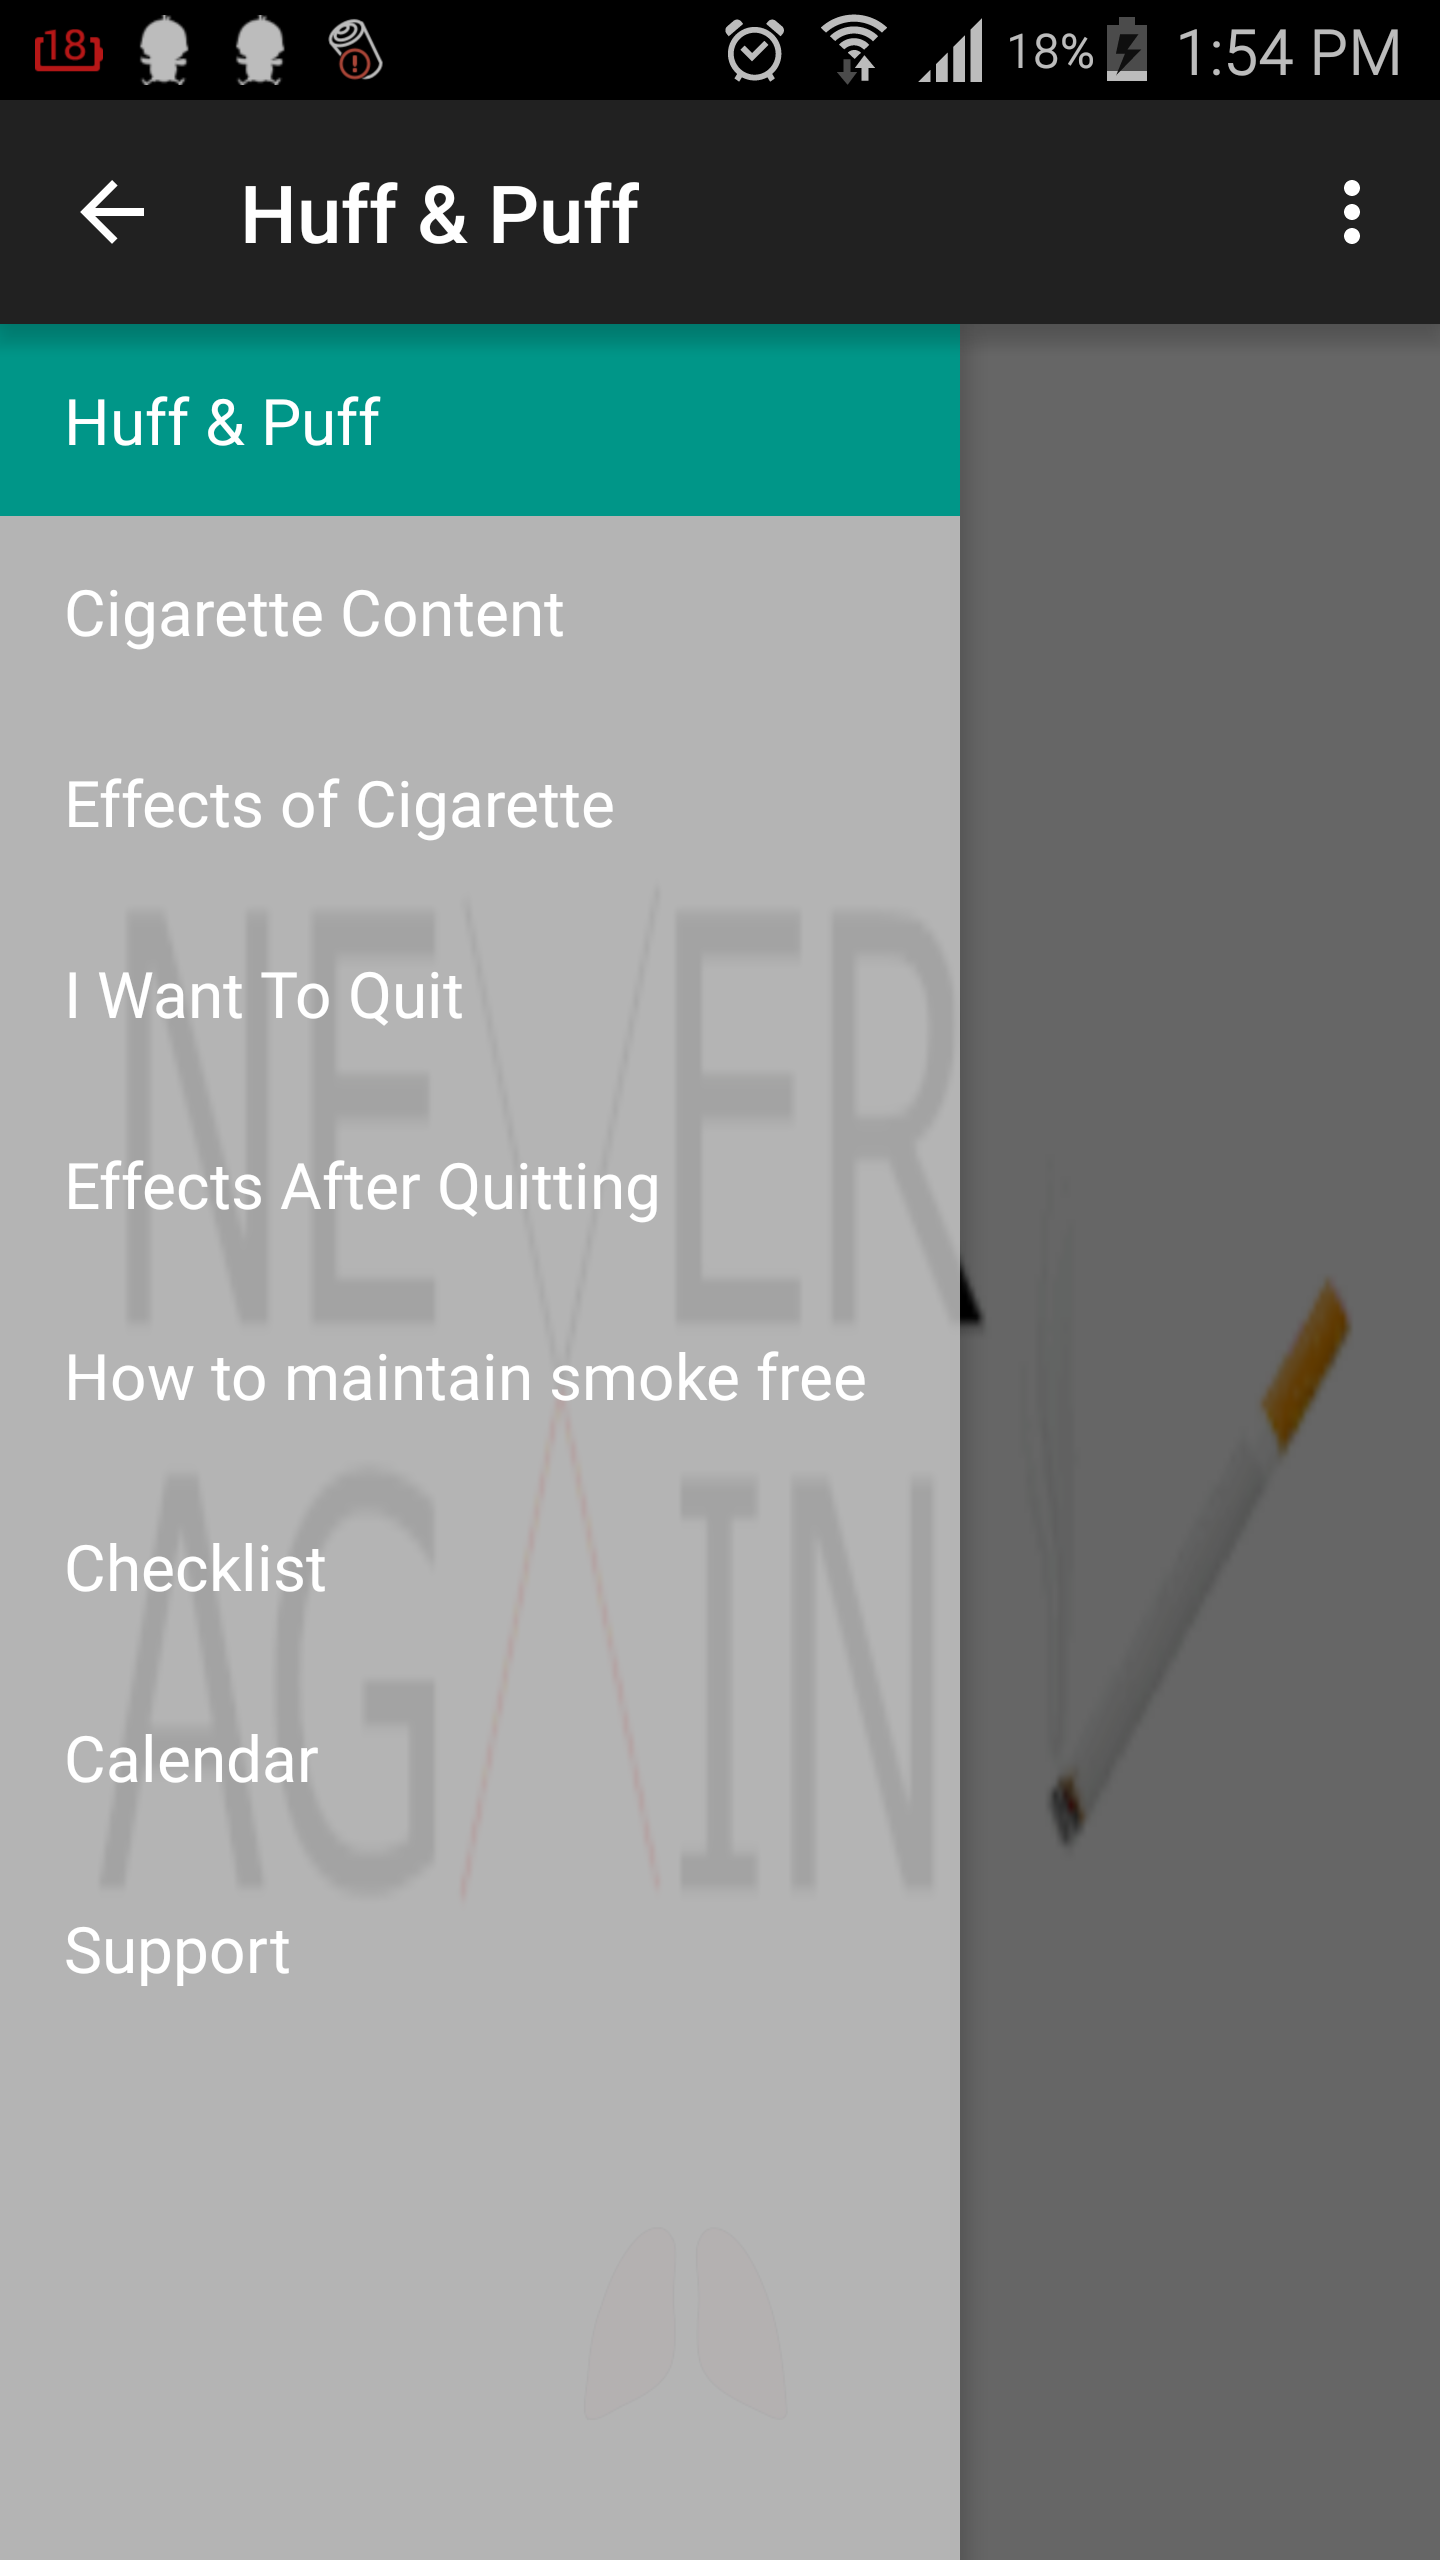 18 18% 1:54 PM
Huff & Puff
Huff & Puff
Cigarette Content
Effects of Cigarette
I Want To Quit
Effects After Quitting
How to maintain smoke free
Checklist
Calendar
Support
NEVER
AGAIN